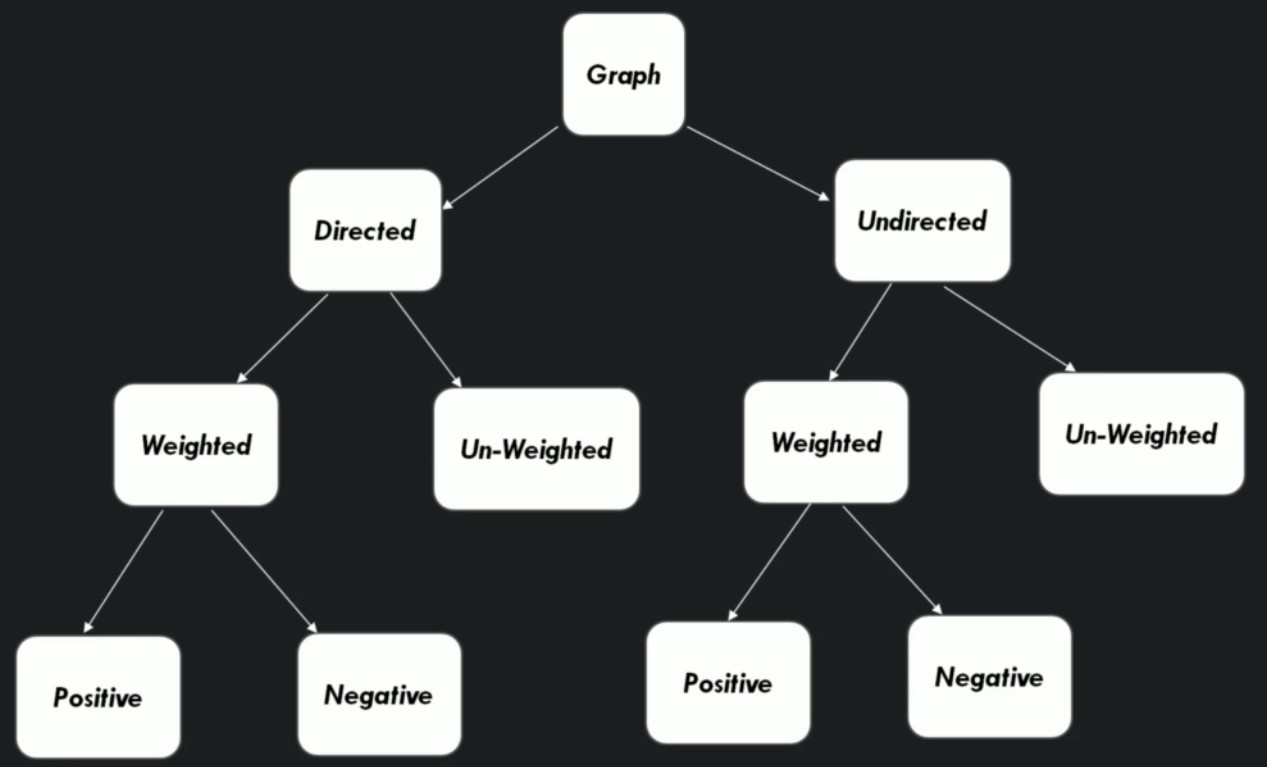 Graph
Directed
Undirected
Weighted
Un-Weighted
Weighted
Un-Weighted
Positive
Negative
Positive
Negative